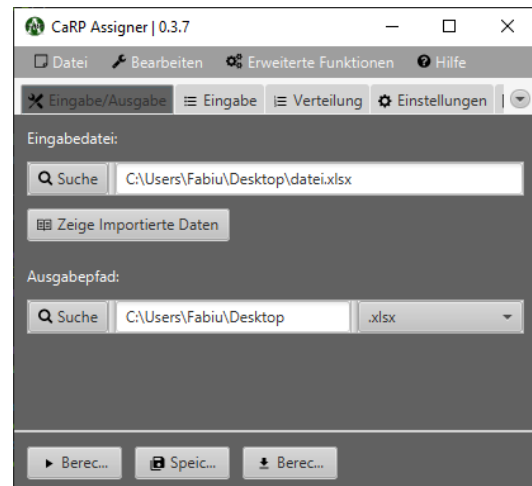 CaRP Assigner | 0.3.7
Datei Bearbeiten Erweiterte Funktionen Hilfe
Eingabe/Ausgabe Eingabe Verteilung Einstellungen
Eingabedatei:
Suche C:\Users\Fabiu\Desktop\datei.xlsx
Zeige Importierte Daten
Ausgabepfad:
Suche C:\Users\Fabiu\Desktop .xlsx
Berec... Speic... Berec...